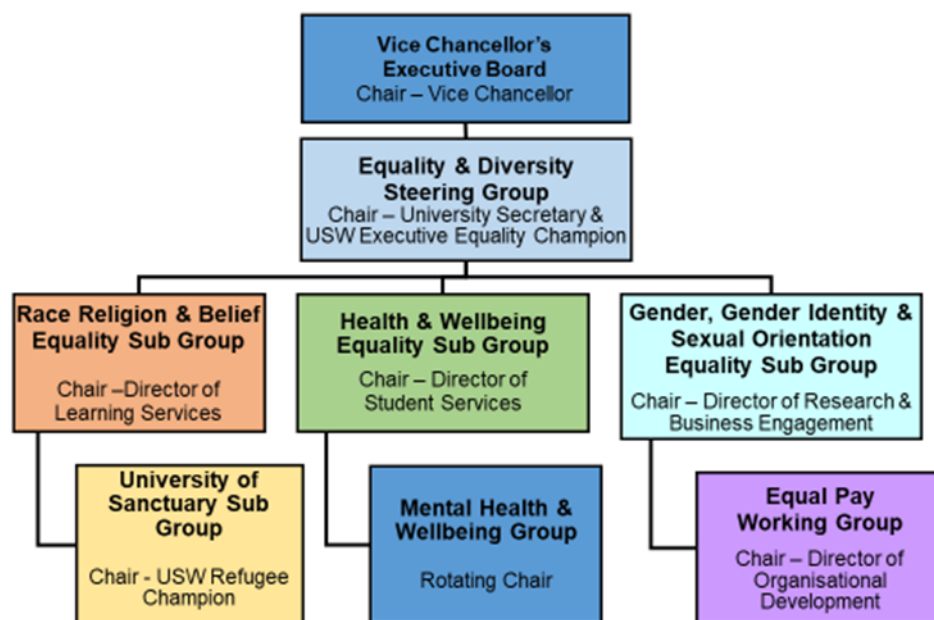 Vice Chancellor's
Executive Board
Chair – Vice Chancellor
Equality & Diversity
Steering Group
Chair – University Secretary &
USW Executive Equality Champion
Race Religion & Belief
Equality Sub Group
Chair –Director of
Learning Services
Health & Wellbeing
Equality Sub Group
Chair – Director of
Student Services
Gender, Gender Identity &
Sexual Orientation
Equality Sub Group
Chair – Director of Research &
Business Engagement
University of
Sanctuary Sub
Group
Chair - USW Refugee
Champion
Mental Health &
Wellbeing Group
Rotating Chair
Equal Pay
Working Group
Chair – Director of
Organisational
Development